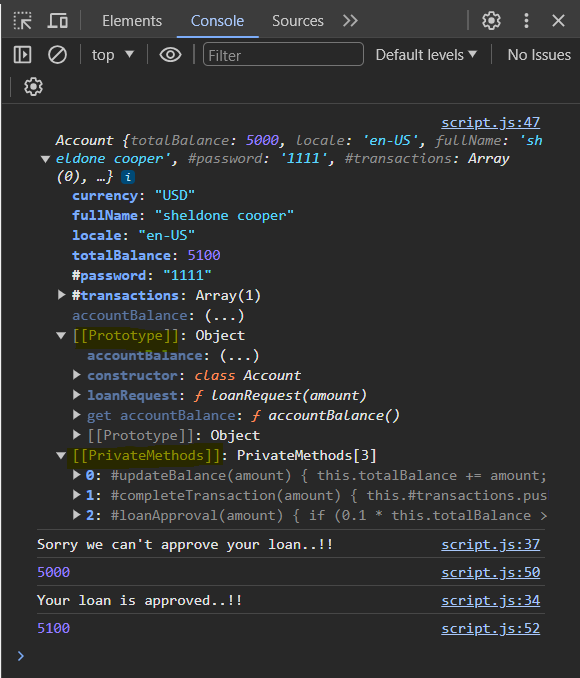 Elements Console Sources
top Filter Default levels No Issues
script.js:47
Account {totalBalance: 5000, locale: 'en-US', fullName: 'sh
eldone cooper', #password: '1111', #transactions: Array
(0), …} i
currency: "USD"
fullName: "sheldone cooper"
locale: "en-US"
totalBalance: 5100
#password: "1111"
#transactions: Array(1)
accountBalance: (...)
[[Prototype]]: Object
accountBalance: (...)
constructor: class Account
loanRequest: ƒ loanRequest(amount)
get accountBalance: ƒ accountBalance()
[[Prototype]]: Object
[[PrivateMethods]]: PrivateMethods[3]
0: #updateBalance(amount) { this.totalBalance += amount;
1: #completeTransaction(amount) { this.#transactions.pus
2: #loanApproval(amount) { if (0.1 * this.totalBalance >
Sorry we can't approve your loan..!! script.js:37
5000 script.js:50
Your loan is approved..!! script.js:34
5100 script.js:52